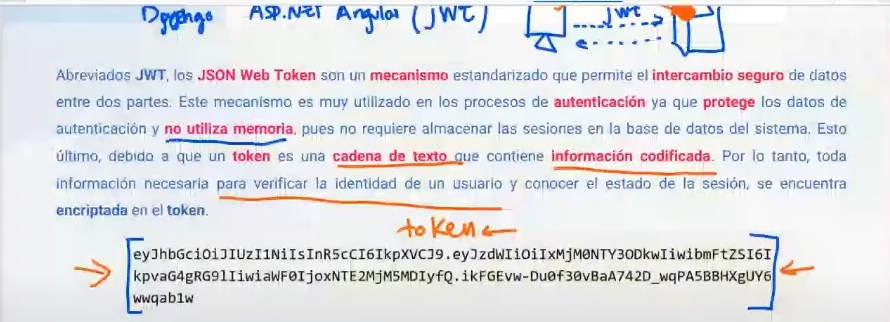 Django ASP.NET Angular (JWT) JWT
Abreviados JWT, los JSON Web Token son un mecanismo estandarizado que permite el intercambio seguro de datos
entre dos partes. Este mecanismo es muy utilizado en los procesos de autenticación ya que protege los datos de
autenticación y no utiliza memoria, pues no requiere almacenar las sesiones en la base de datos del sistema. Esto
último, debido a que un token es una cadena de texto que contiene información codificada. Por lo tanto, toda
información necesaria para verificar la identidad de un usuario y conocer el estado de la sesión, se encuentra
encriptada en el token.
token
eyJhbGciOiJIUzI1NiIsInR5cCI6IkpXVCJ9.eyJzdWIiOiIxMjM0NTY3ODkwIiwibmFtZSI6I
kpvaG4gRG9lIiwiaWF0IjoxNTE2MjM5MDIyfQ.ikFGEvw-Du0f30vBaA742D_wqPA5BBHXgUY6
wwqab1w